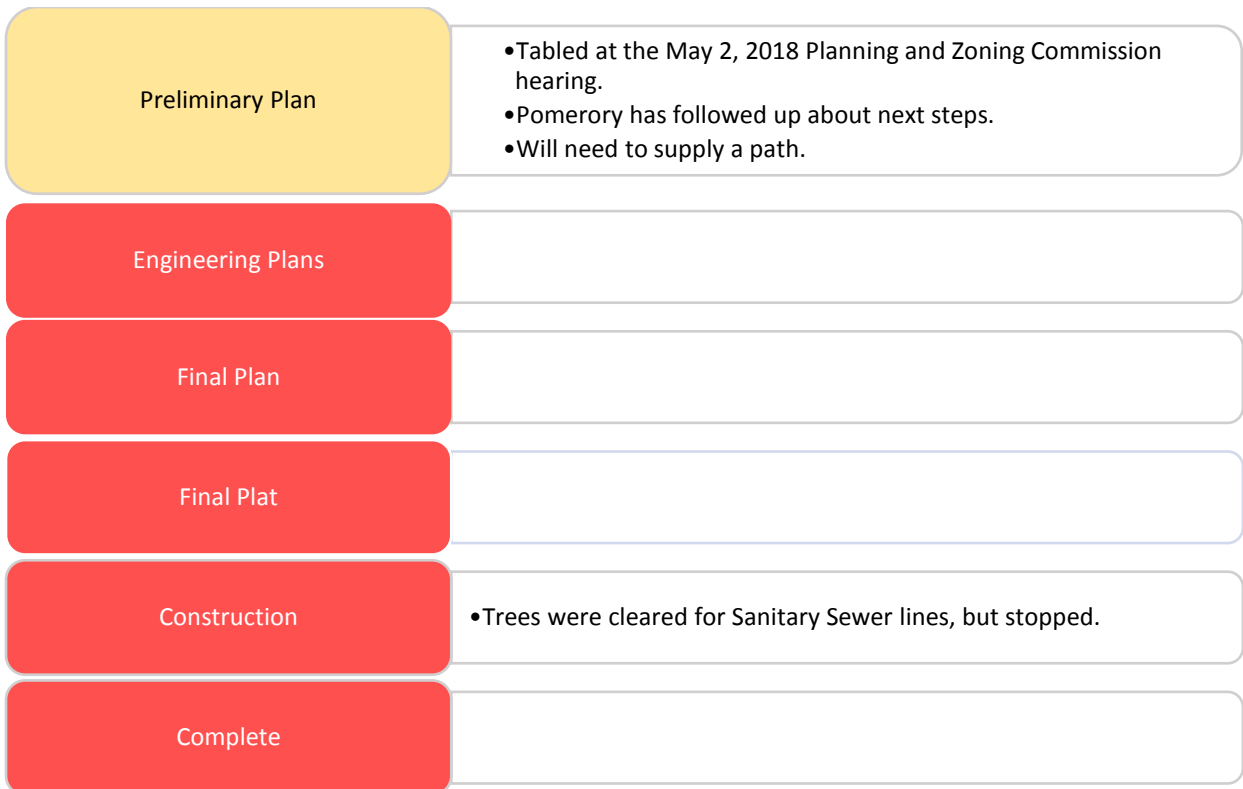 Preliminary Plan
•Tabled at the May 2, 2018 Planning and Zoning Commission
hearing.
•Pomerory has followed up about next steps.
•Will need to supply a path.
Engineering Plans
Final Plan
Final Plat
Construction
•Trees were cleared for Sanitary Sewer lines, but stopped.
Complete